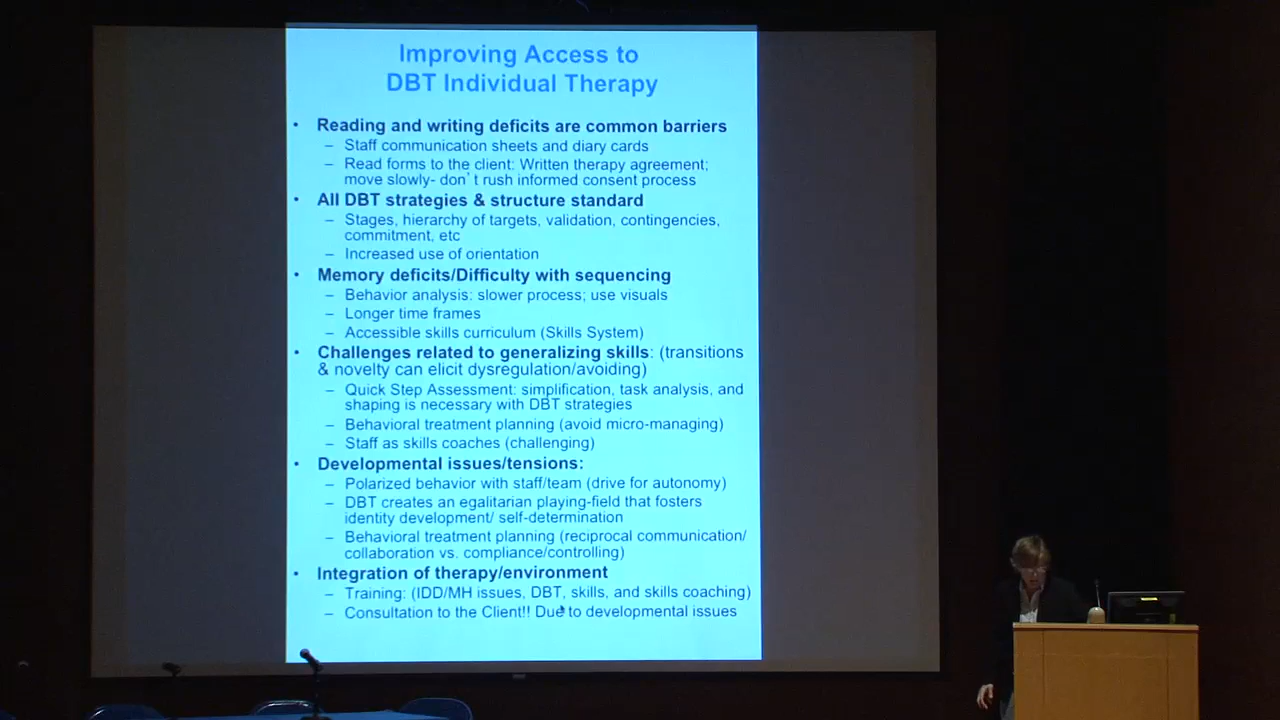 Improving Access to
DBT Individual Therapy
• Reading and writing deficits are common barriers
– Staff communication sheets and diary cards
– Read forms to the client: Written therapy agreement;
move slowly- don't rush informed consent process
• All DBT strategies & structure standard
– Stages, hierarchy of targets, validation, contingencies,
commitment, etc
– Increased use of orientation
• Memory deficits/Difficulty with sequencing
– Behavior analysis: slower process; use visuals
– Longer time frames
– Accessible skills curriculum (Skills System)
• Challenges related to generalizing skills: (transitions
& novelty can elicit dysregulation/avoiding)
– Quick Step Assessment: simplification, task analysis, and
shaping is necessary with DBT strategies
– Behavioral treatment planning (avoid micro-managing)
– Staff as skills coaches (challenging)
• Developmental issues/tensions:
– Polarized behavior with staff/team (drive for autonomy)
– DBT creates an egalitarian playing-field that fosters
identity development/ self-determination
– Behavioral treatment planning (reciprocal communication/
collaboration vs. compliance/controlling)
• Integration of therapy/environment
– Training: (IDD/MH issues, DBT, skills, and skills coaching)
– Consultation to the Client!! Due to developmental issues